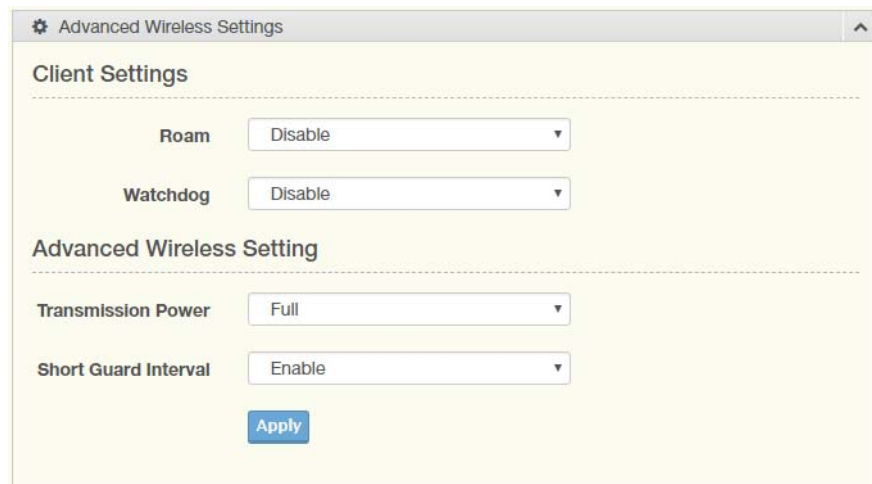 Advanced Wireless Settings
Client Settings
Roam Disable
Watchdog Disable
Advanced Wireless Setting
Transmission Power Full
Short Guard Interval Enable
Apply